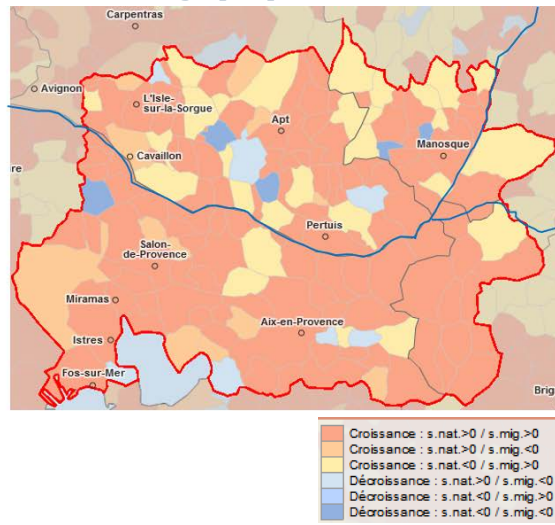 Carpentras
Avignon
L'Isle-
sur-la-Sorgue
Apt
Manosque
Cavaillon
re
Pertuis
Salon-
de-Provence
Miramas
Istres
Aix-en-Provence
Fos-sur-Mer
Brig
Croissance : s.nat.>0 / s.mig.>0
Croissance : s.nat.>0 / s.mig.<0
Croissance : s.nat.<0 / s.mig.>0
Décroissance : s.nat.>0 / s.mig.<0
Décroissance : s.nat.<0 / s.mig.>0
Décroissance : s.nat.<0 / s.mig.<0